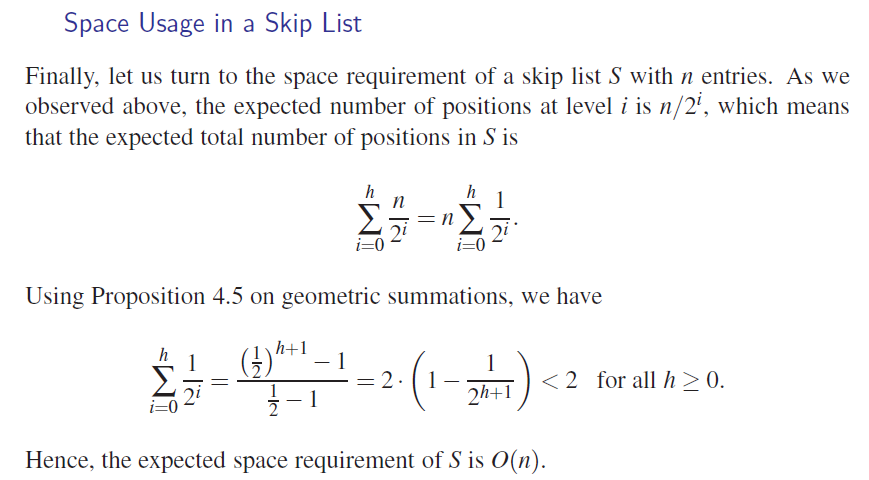 Space Usage in a Skip List
Finally, let us turn to the space requirement of a skip list S with n entries. As we
observed above, the expected number of positions at level i is n/2^i, which means
that the expected total number of positions in S is
\sum_{i=0}^{h} \frac{n}{2^i} = n \sum_{i=0}^{h} \frac{1}{2^i}.
Using Proposition 4.5 on geometric summations, we have
\sum_{i=0}^{h} \frac{1}{2^i} = \frac{(\frac{1}{2})^{h+1} - 1}{\frac{1}{2} - 1} = 2 \cdot \left(1 - \frac{1}{2^{h+1}}\right) < 2 for all h ≥ 0.
Hence, the expected space requirement of S is O(n).